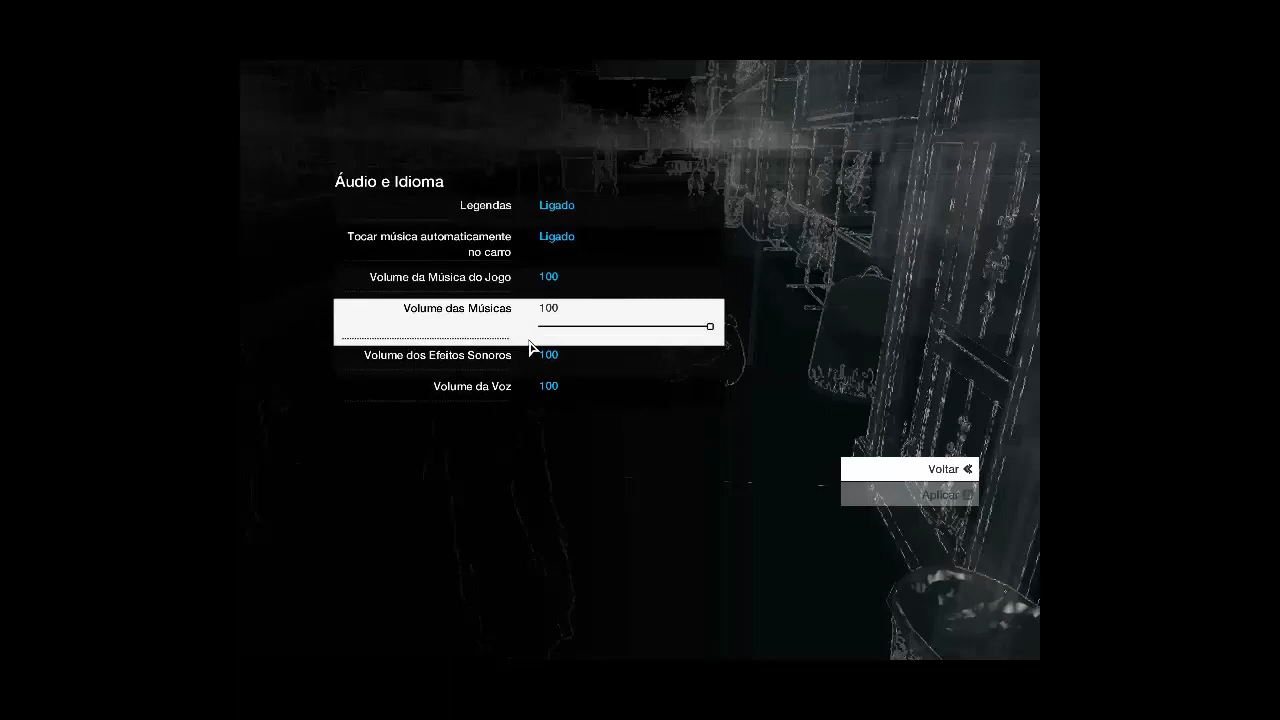 Áudio e Idioma
Legendas Ligado
Tocar música automaticamente Ligado
no carro
Volume da Música do Jogo 100
Volume das Músicas 100
Volume dos Efeitos Sonoros 100
Volume da Voz 100
Voltar
Aplicar